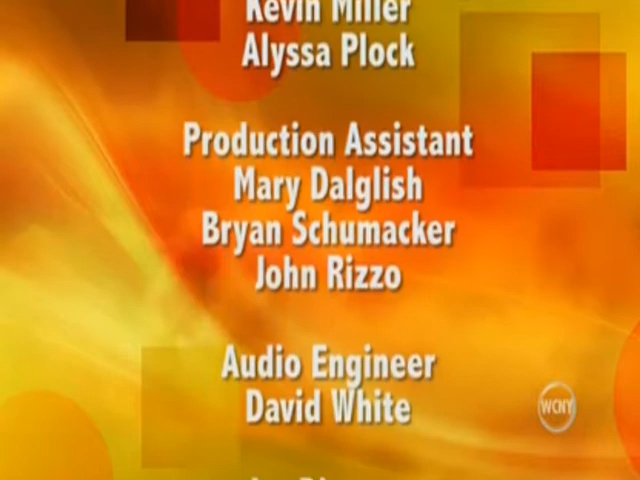 Kevin Miller
Alyssa Plock
Production Assistant
Mary Dalglish
Bryan Schumacker
John Rizzo
Audio Engineer
David White
WCNY